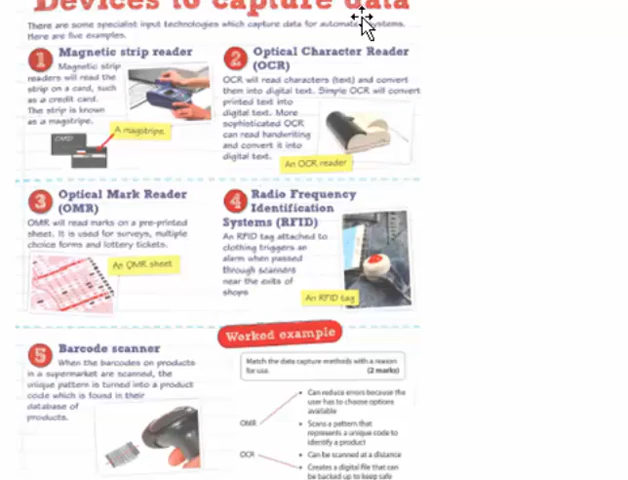 Devices to capture data
There are some specialist input technologies which capture data for automated systems.
Here are five examples.
1 Magnetic strip reader
Magnetic strip
readers will read the
strip on a card, such
as a credit card.
The strip is known
as a magstripe.
A magstripe.
2 Optical Character Reader
(OCR)
OCR will read characters (text) and convert
them into digital text. Simple OCR will convert
printed text into
digital text. More
sophisticated OCR
can read handwriting
and convert it into
digital text.
An OCR reader
3 Optical Mark Reader
(OMR)
OMR will read marks on a pre-printed
sheet. It is used for surveys, multiple
choice forms and lottery tickets.
An OMR sheet
4 Radio Frequency
Identification
Systems (RFID)
An RFID tag attached to
clothing triggers an
alarm when passed
through scanners
near the exits of
shops
An RFID tag
5 Barcode scanner
When the barcodes on products
in a supermarket are scanned, the
unique pattern is turned into a product
code which is found in their
database of
products.
Worked example
Match the data capture methods with a reason
for use. (2 marks)
• Can reduce errors because the
user has to choose options
available
OMR
• Scans a pattern that
represents a unique code to
identify a product
OCR
• Can be scanned at a distance
• Creates a digital file that can
be backed up to keep safe